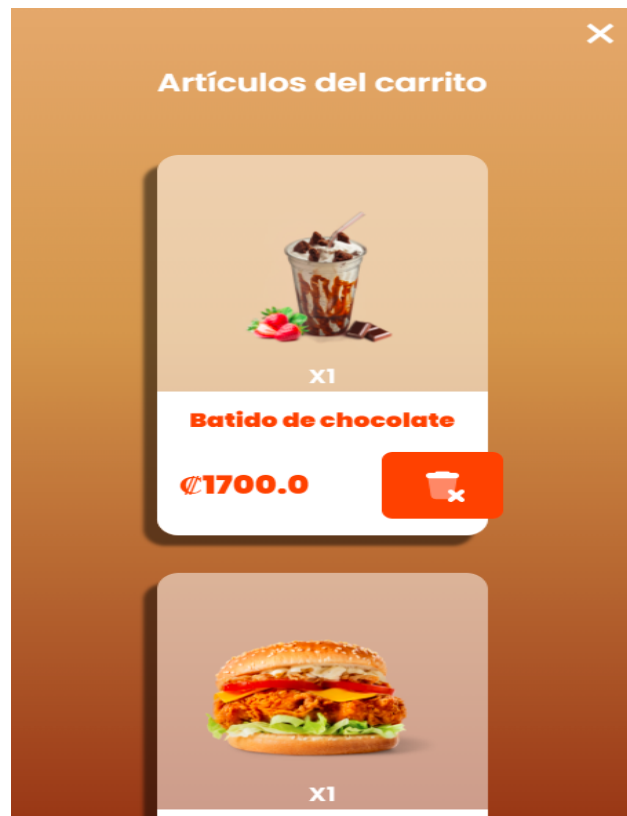 Artículos del carrito
X1
Batido de chocolate
₡1700.0
X1